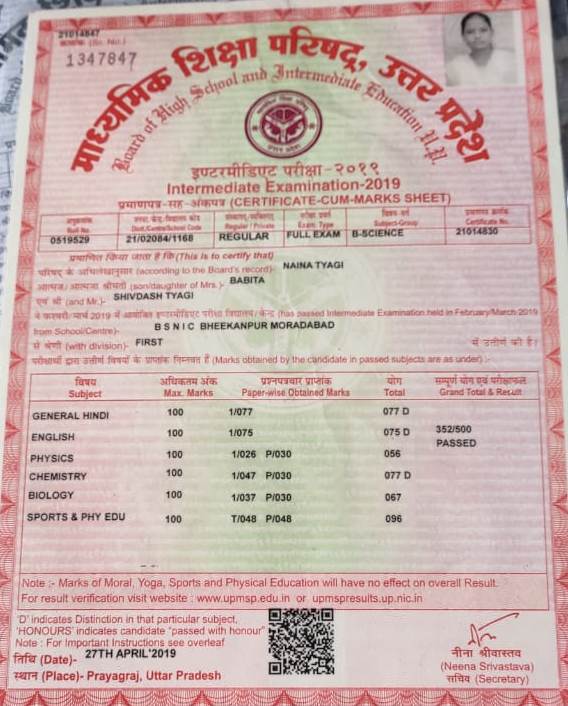 21014847
क्रमांक (Sr. No.)
1347847
माध्यमिक शिक्षा परिषद, उत्तर प्रदेश
Board of High School and Intermediate Education U.P.
इण्टरमीडिएट परीक्षा-२०१९
Intermediate Examination-2019
प्रमाणपत्र-सह-अंकपत्र (CERTIFICATE-CUM-MARKS SHEET)
अनुक्रमांक Roll No. Dist/Centre/School Code Regular / Private Exam. Type Subject-Group Certificate No.
0519529 21/02084/1168 REGULAR FULL EXAM B-SCIENCE 21014830
प्रमाणित किया जाता है कि (This is to certify that)
परिषद के अभिलेखानुसार (according to the Board's record)- NAINA TYAGI
आत्मज/ आत्मजा श्रीमती (son/daughter of Mrs.)- BABITA
एवं श्री (and Mr.)- SHIVDASH TYAGI
ने फरवरी/मार्च 2019 में आयोजित इण्टरमीडिएट परीक्षा विद्यालय/ केन्द्र (has passed Intermediate Examination held in February/March 2019
from School/Centre)- B S N I C BHEEKANPUR MORADABAD
से श्रेणी (with division)- FIRST में उत्तीर्ण की है।
परीक्षार्थी द्वारा उत्तीर्ण विषयों के प्राप्तांक निम्नवत हैं (Marks obtained by the candidate in passed subjects are as under) :-
विषय अधिकतम अंक प्रश्नपत्रवार प्राप्तांक योग सम्पूर्ण योग एवं परीक्षाफल
Subject Max. Marks Paper-wise Obtained Marks Total Grand Total & Result
GENERAL HINDI 100 1/077 077 D
ENGLISH 100 1/075 075 D 352/500
PASSED
PHYSICS 100 1/026 P/030 056
CHEMISTRY 100 1/047 P/030 077 D
BIOLOGY 100 1/037 P/030 067
SPORTS & PHY EDU 100 T/048 P/048 096
Note :- Marks of Moral, Yoga, Sports and Physical Education will have no effect on overall Result.
For result verification visit website : www.upmsp.edu.in or upmspresults.up.nic.in
'D' indicates Distinction in that particular subject,
'HONOURS' indicates candidate "passed with honour"
Note : For Important Instructions see overleaf
तिथि (Date)- 27TH APRIL'2019
स्थान (Place)- Prayagraj, Uttar Pradesh
नीना श्रीवास्तव
(Neena Srivastava)
सचिव (Secretary)